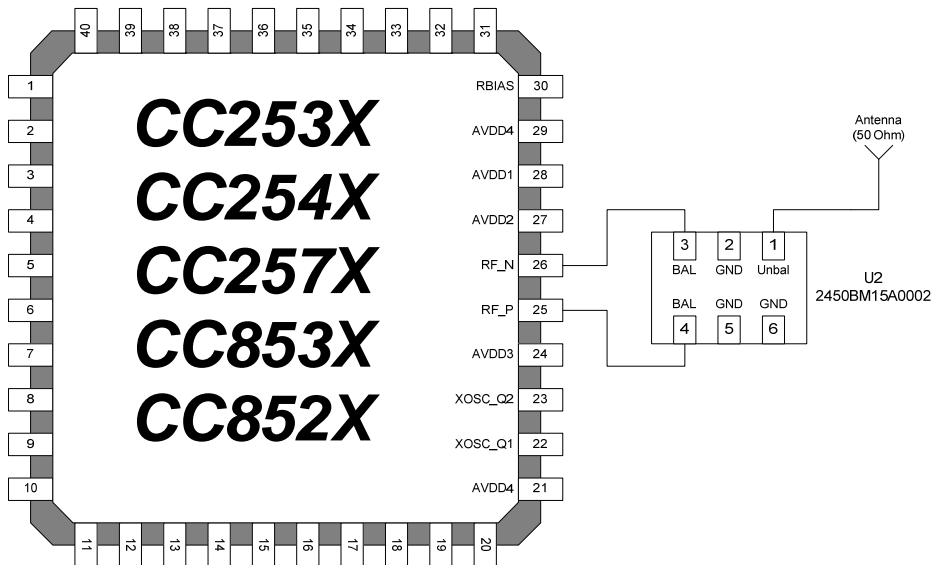 40 39 38 37 36 35 34 33 32 31
1 RBIAS 30
2 AVDD4 29
3 AVDD1 28
4 AVDD2 27
5 RF_N 26
6 RF_P 25
7 AVDD3 24
8 XOSC_Q2 23
9 XOSC_Q1 22
10 AVDD4 21
11 12 13 14 15 16 17 18 19 20
CC253X
CC254X
CC257X
CC853X
CC852X
Antenna
(50 Ohm)
3 2 1
BAL GND Unbal
BAL GND GND
4 5 6
U2
2450BM15A0002